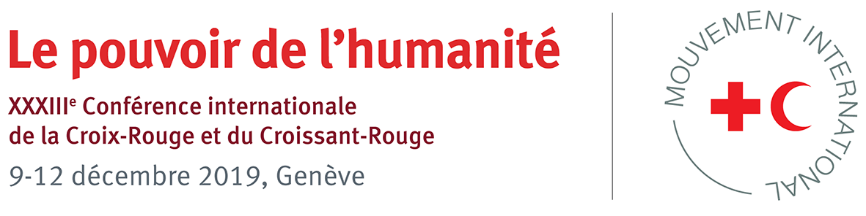 Le pouvoir de l’humanité
XXXIIIᵉ Conférence internationale
de la Croix-Rouge et du Croissant-Rouge
9-12 décembre 2019, Genève
MOUVEMENT INTERNATIONAL